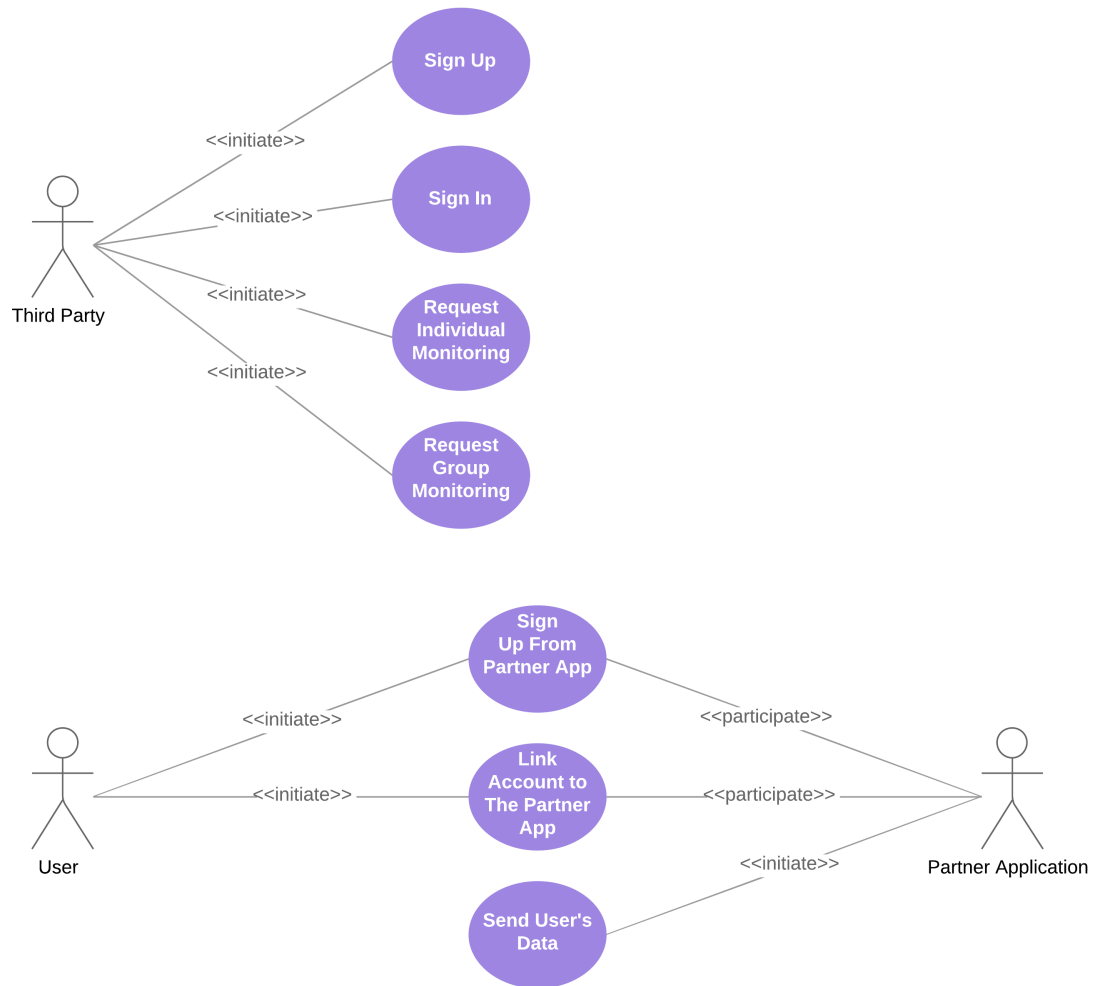 Sign Up
<<initiate>>
Sign In
<<initiate>>
Request
Individual
Monitoring
<<initiate>>
Third Party
<<initiate>>
Request
Group
Monitoring
Sign
Up From
Partner App
<<initiate>>
<<participate>>
Link
Account to
The Partner
App
<<initiate>>
<<participate>>
User
Partner Application
<<initiate>>
Send User's
Data